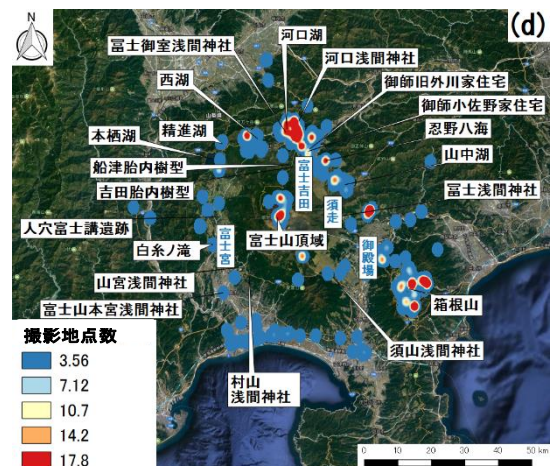 N
(d)
冨士御室浅間神社
河口湖
河口浅間神社
西湖
御師旧外川家住宅
御師小佐野家住宅
本栖湖
精進湖
忍野八海
船津胎内樹型
山中湖
吉田胎内樹型
富士吉田
冨士浅間神社
須走
人穴富士講遺跡
富士山頂域
御殿場
白糸ノ滝
富士宮
山宮浅間神社
箱根山
富士山本宮浅間神社
須山浅間神社
村山
浅間神社
撮影地点数
3.56
7.12
10.7
14.2
17.8
0 10 20 30 40 50 km